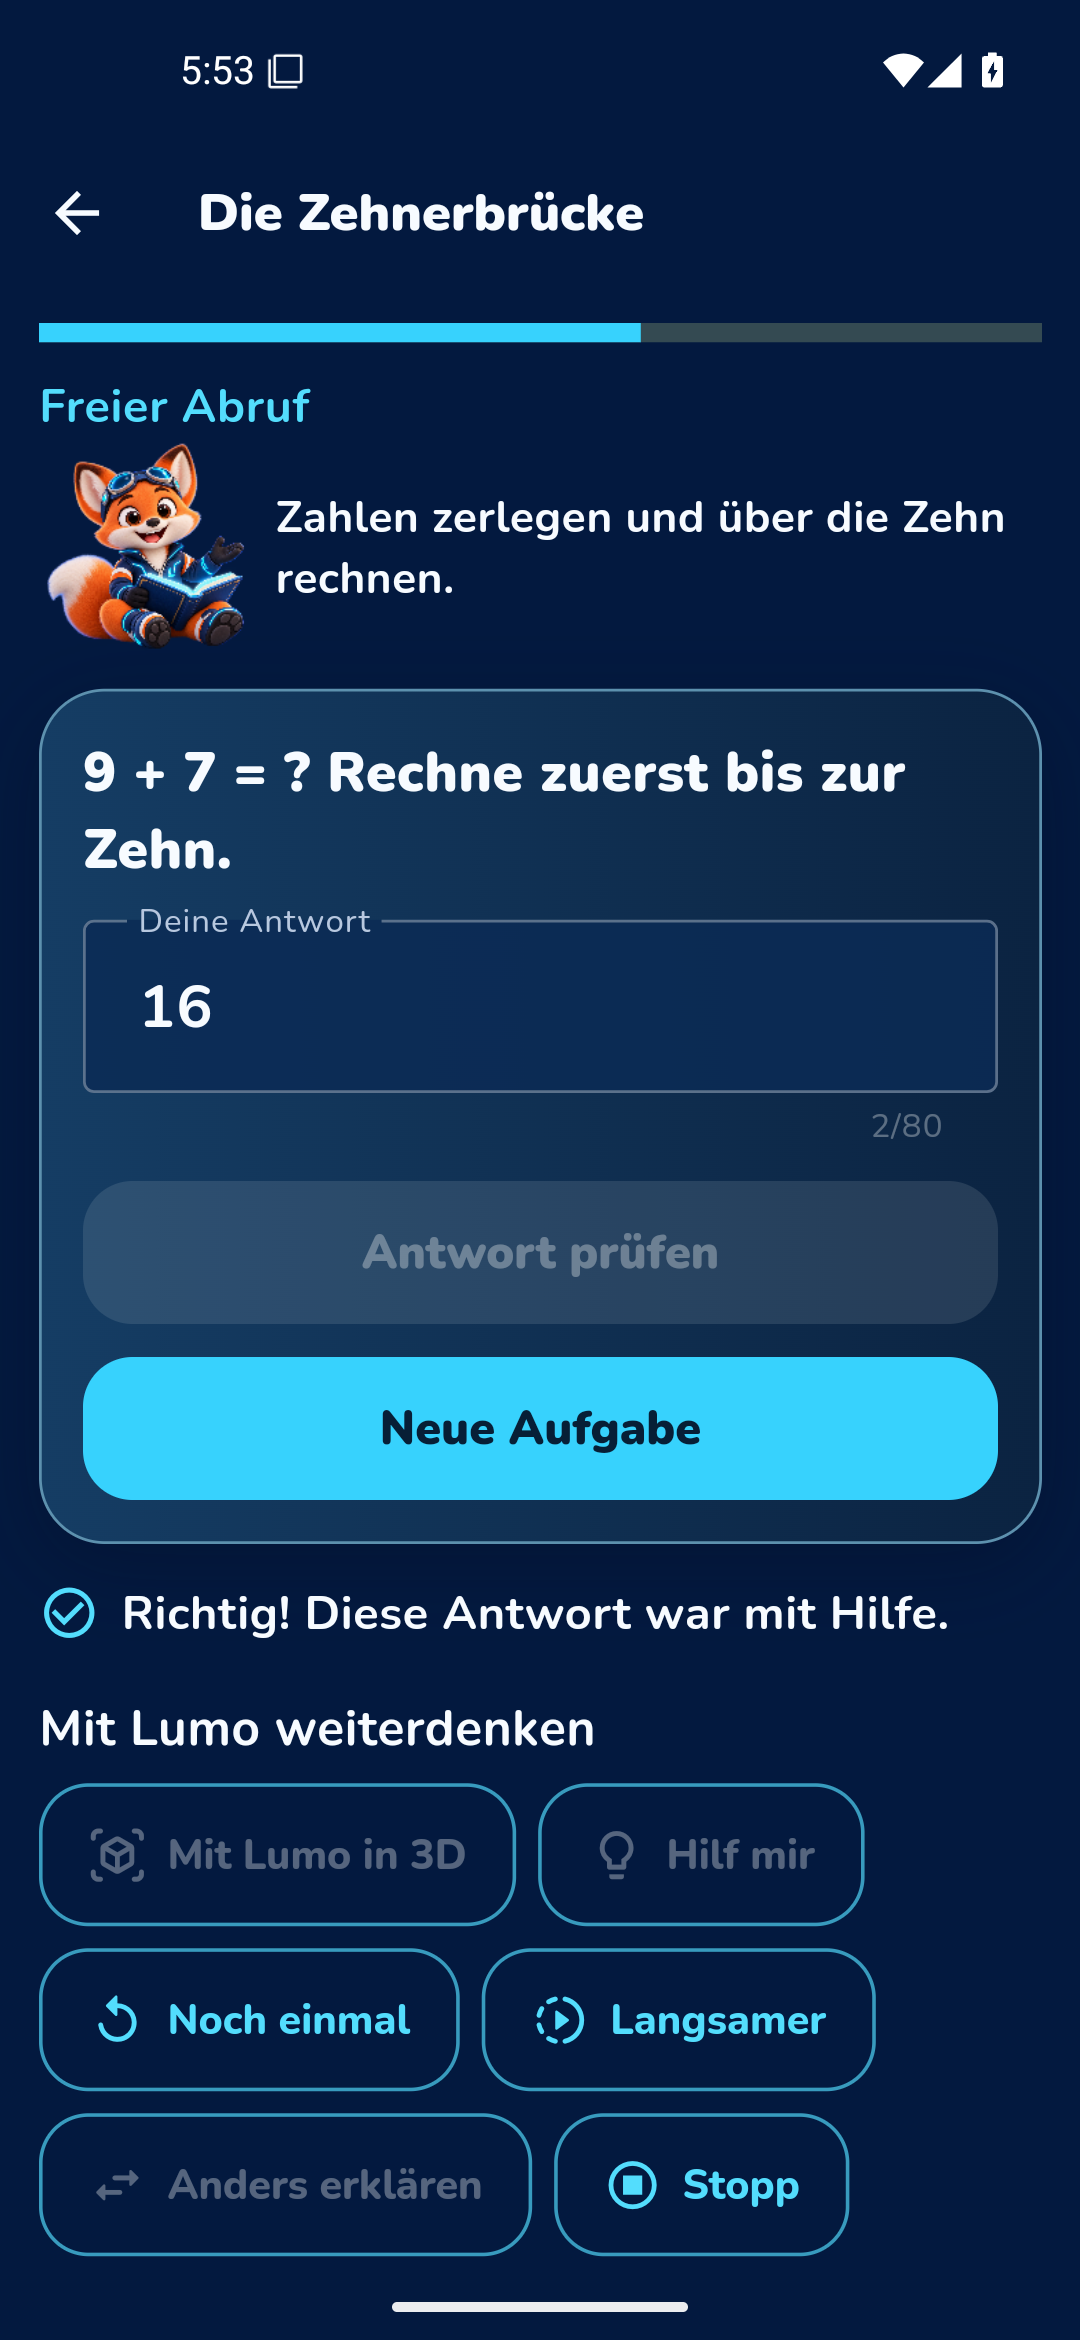 5:53
Die Zehnerbrücke
Freier Abruf
Zahlen zerlegen und über die Zehn
rechnen.
9 + 7 = ? Rechne zuerst bis zur
Zehn.
Deine Antwort
16
2/80
Antwort prüfen
Neue Aufgabe
Richtig! Diese Antwort war mit Hilfe.
Mit Lumo weiterdenken
Mit Lumo in 3D
Hilf mir
Noch einmal
Langsamer
Anders erklären
Stopp